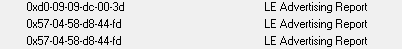 0xd0-09-09-dc-00-3d LE Advertising Report
0x57-04-58-d8-44-fd LE Advertising Report
0x57-04-58-d8-44-fd LE Advertising Report